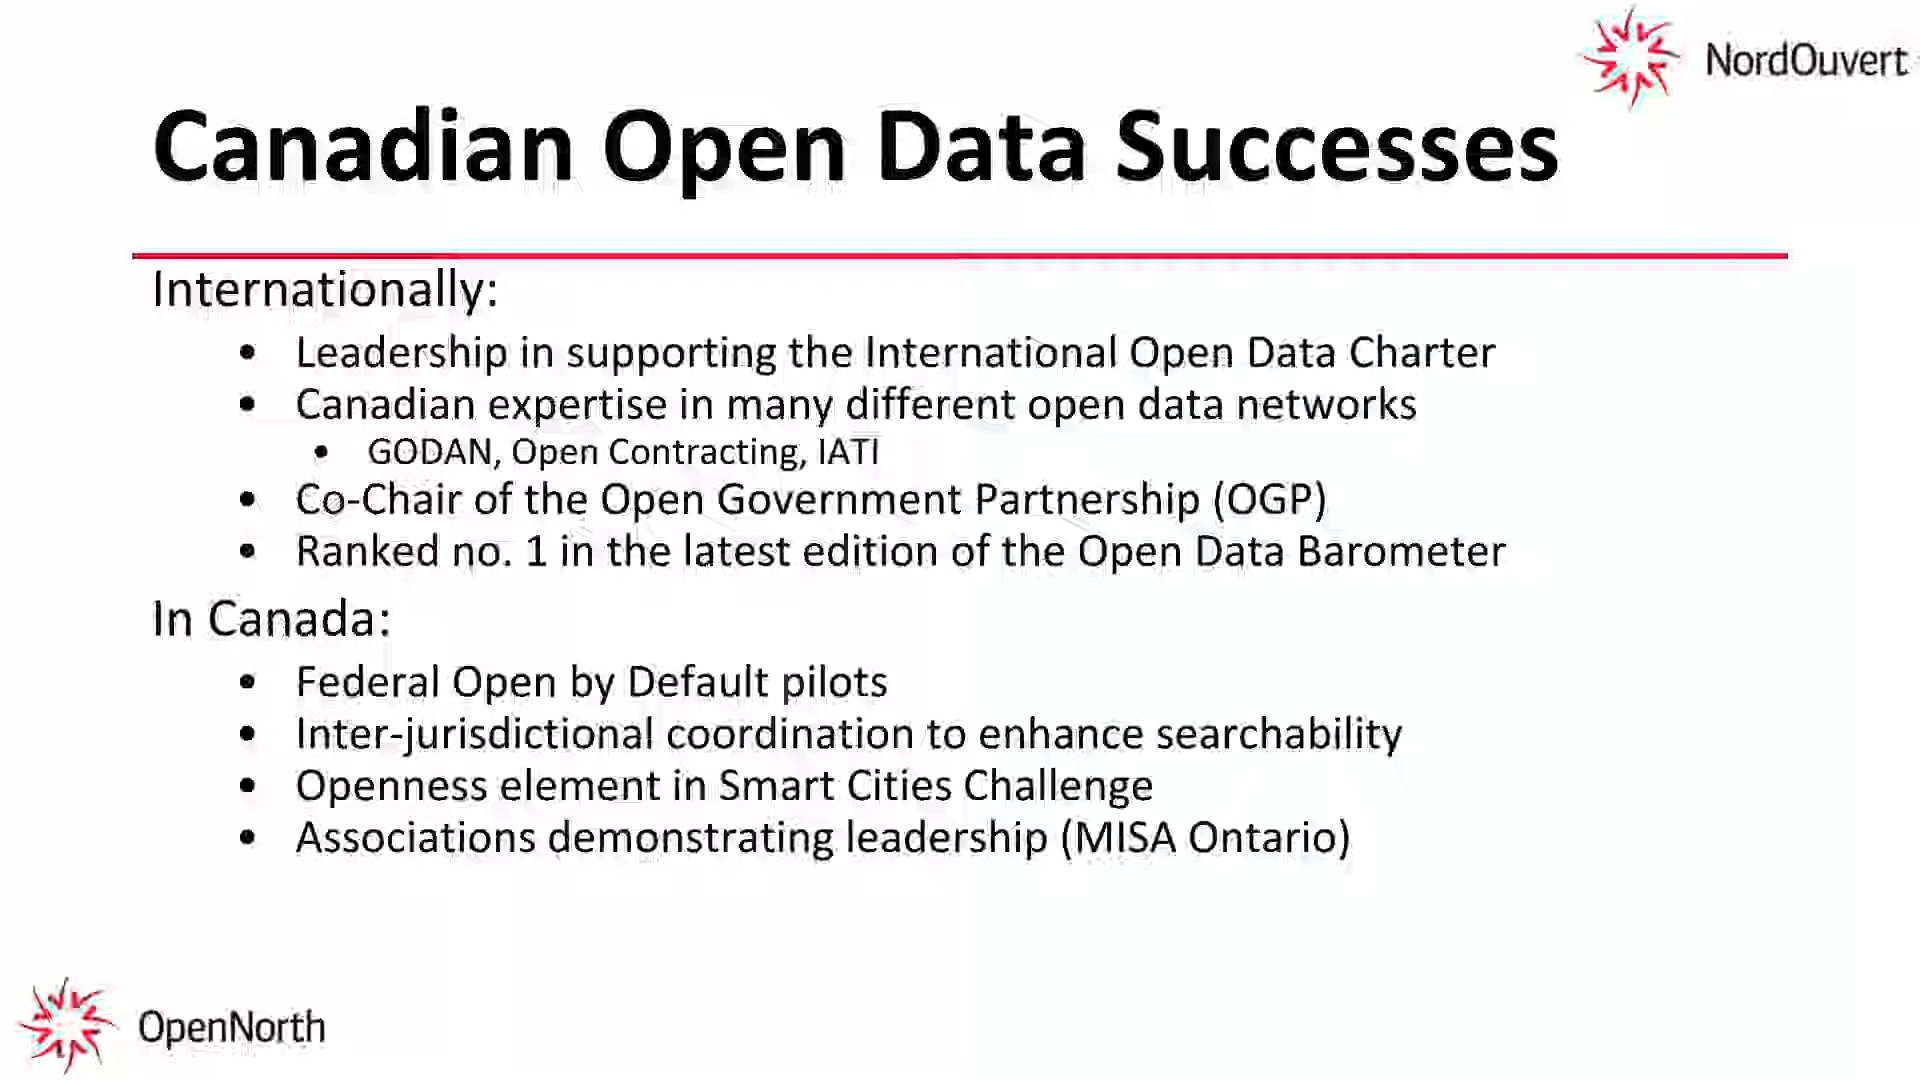 NordOuvert
Canadian Open Data Successes
Internationally:
• Leadership in supporting the International Open Data Charter
• Canadian expertise in many different open data networks
• GODAN, Open Contracting, IATI
• Co-Chair of the Open Government Partnership (OGP)
• Ranked no. 1 in the latest edition of the Open Data Barometer
In Canada:
• Federal Open by Default pilots
• Inter-jurisdictional coordination to enhance searchability
• Openness element in Smart Cities Challenge
• Associations demonstrating leadership (MISA Ontario)
OpenNorth